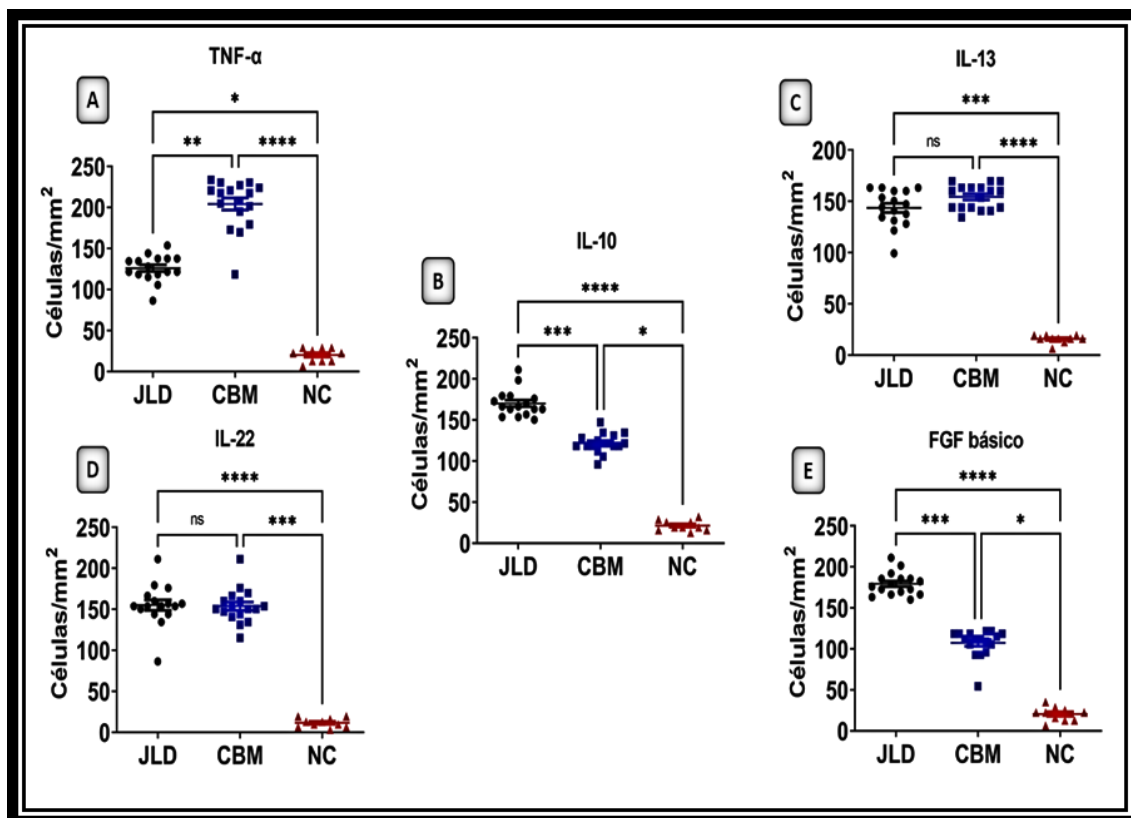 TNF-α
A
*
** ****
Células/mm²
250
200
150
100
50
0
JLD CBM NC
IL-10
B
****
*** *
Células/mm²
250
200
150
100
50
0
JLD CBM NC
IL-13
C
***
ns ****
Células/mm²
200
150
100
50
0
JLD CBM NC
IL-22
D
****
ns ***
Células/mm²
250
200
150
100
50
0
JLD CBM NC
FGF básico
E
****
*** *
Células/mm²
250
200
150
100
50
0
JLD CBM NC